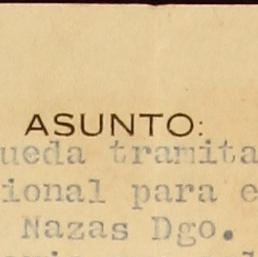 ASUNTO:
ueda tramita
ional para e
Nazas Dgo.